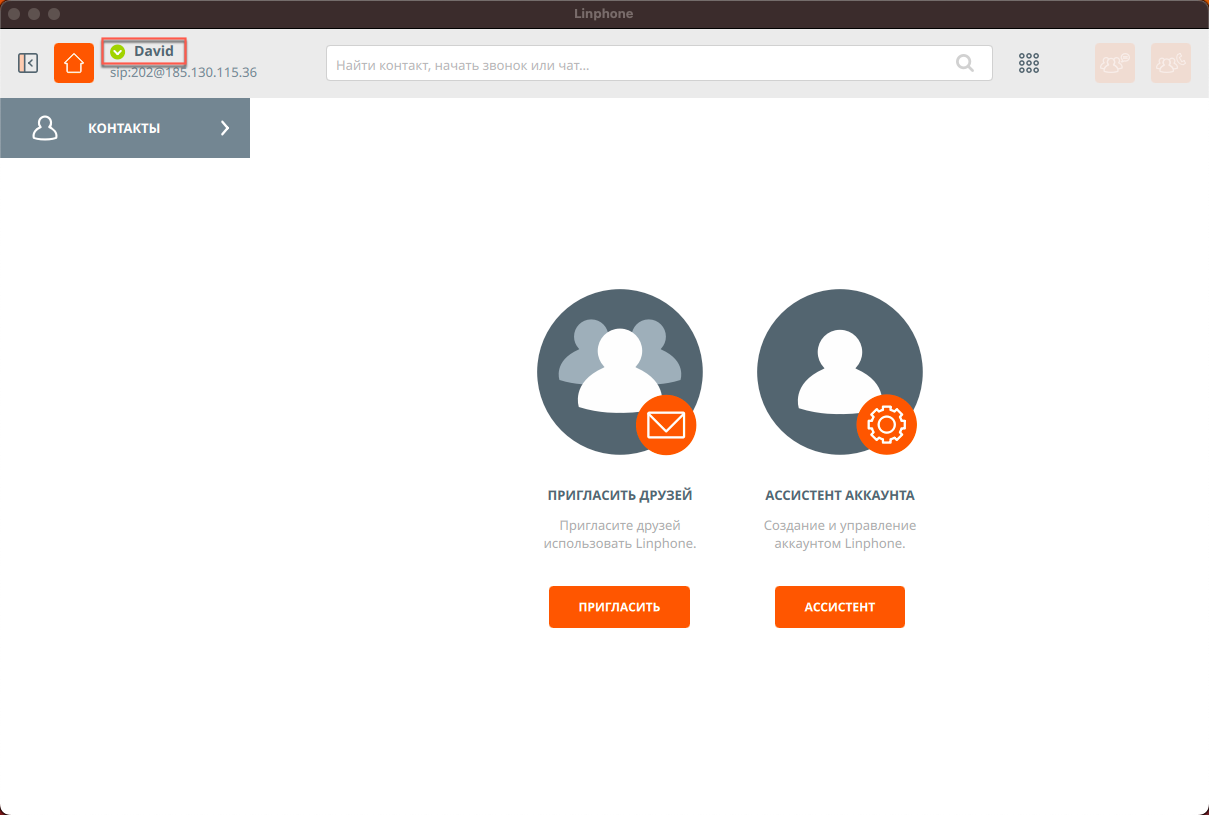 Linphone
David
sip:202@185.130.115.36
Найти контакт, начать звонок или чат...
КОНТАКТЫ
ПРИГЛАСИТЬ ДРУЗЕЙ
Пригласите друзей
использовать Linphone.
ПРИГЛАСИТЬ
АССИСТЕНТ АККАУНТА
Создание и управление
аккаунтом Linphone.
АССИСТЕНТ